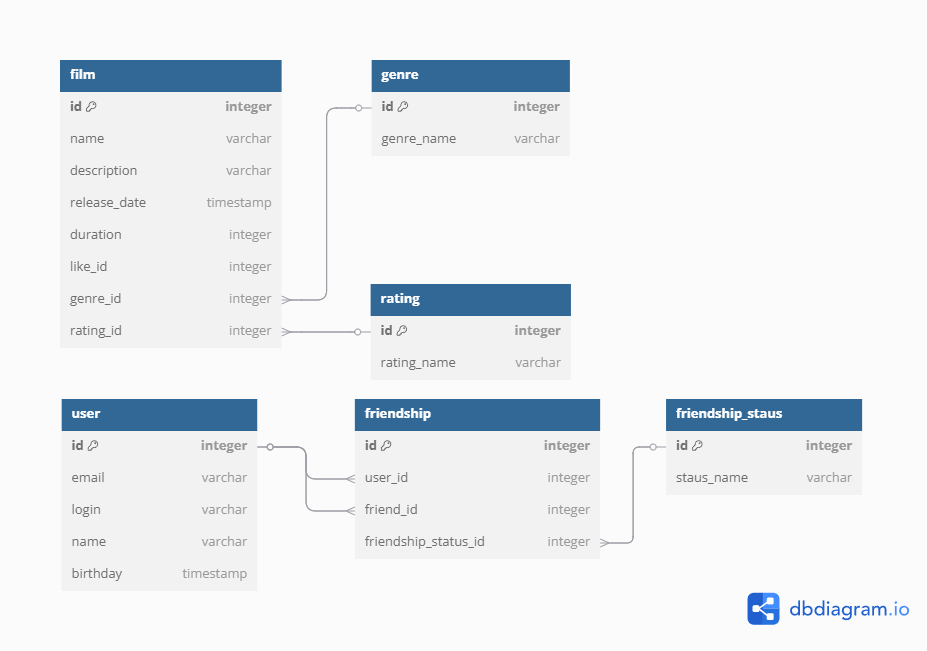 film
id integer
name varchar
description varchar
release_date timestamp
duration integer
like_id integer
genre_id integer
rating_id integer
genre
id integer
genre_name varchar
rating
id integer
rating_name varchar
user
id integer
email varchar
login varchar
name varchar
birthday timestamp
friendship
id integer
user_id integer
friend_id integer
friendship_status_id integer
friendship_staus
id integer
staus_name varchar
dbdiagram.io